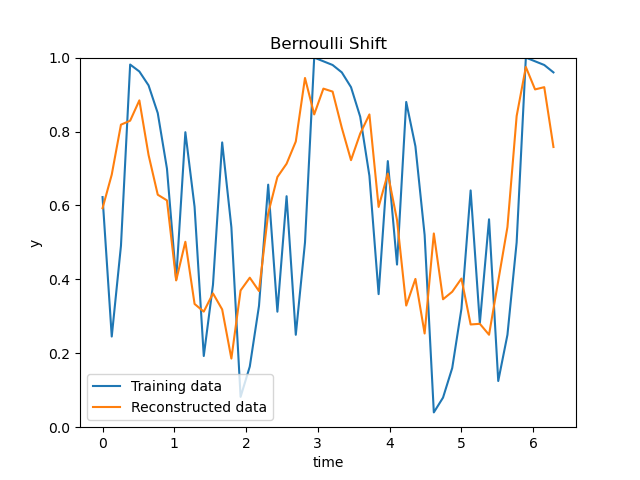 Bernoulli Shift
1.0
0.8
0.6
0.4
0.2
0.0
y
Training data
Reconstructed data
0 1 2 3 4 5 6
time